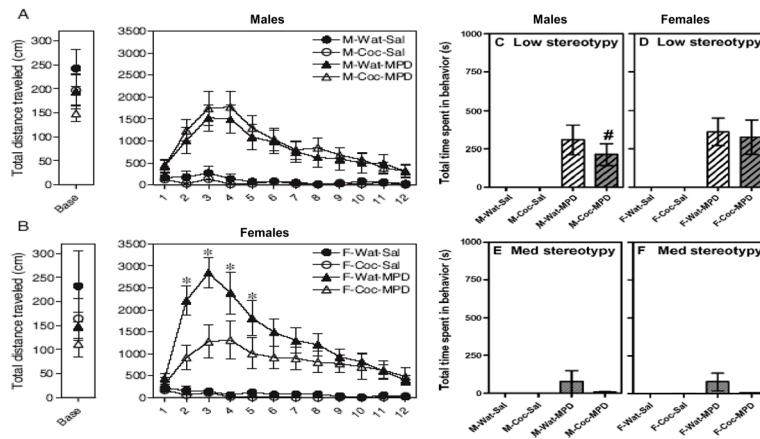 Males
A
Total distance traveled (cm)
300
250
200
150
100
50
0
Base
3500
3000
2500
2000
1500
1000
500
0
M-Wat-Sal
M-Coc-Sal
M-Wat-MPD
M-Coc-MPD
1 2 3 4 5 6 7 8 9 10 11 12
Females
B
Total distance traveled (cm)
300
250
200
150
100
50
0
Base
3500
3000
2500
2000
1500
1000
500
0
* * * *
F-Wat-Sal
F-Coc-Sal
F-Wat-MPD
F-Coc-MPD
1 2 3 4 5 6 7 8 9 10 11 12
Males Females
Total time spent in behavior (s)
1000
750
500
250
0
C Low stereotypy
#
M-Wat-Sal M-Coc-Sal M-Wat-MPD M-Coc-MPD
D Low stereotypy
F-Wat-Sal F-Coc-Sal F-Wat-MPD F-Coc-MPD
Total time spent in behavior (s)
1000
750
500
250
0
E Med stereotypy
M-Wat-Sal M-Coc-Sal M-Wat-MPD M-Coc-MPD
F Med stereotypy
F-Wat-Sal F-Coc-Sal F-Wat-MPD F-Coc-MPD